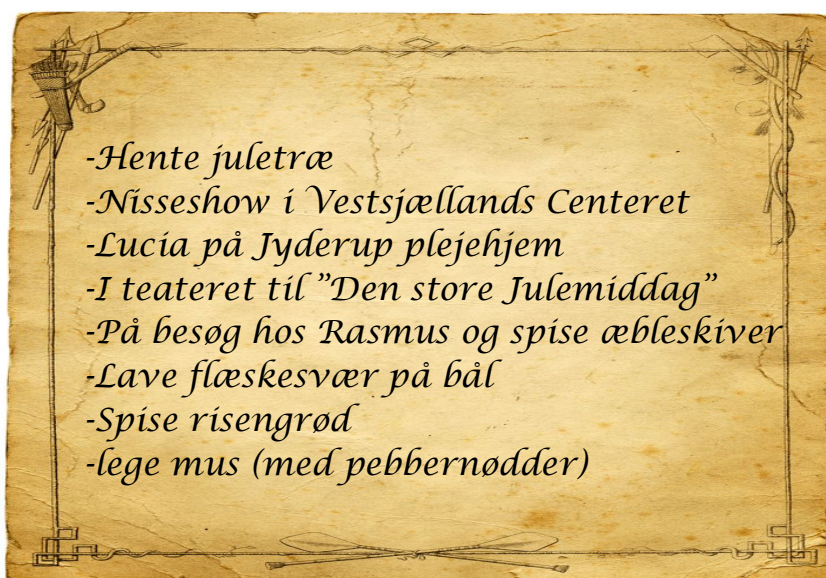 -Hente juletræ
-Nisseshow i Vestsjællands Centeret
-Lucia på Jyderup plejehjem
-I teateret til ”Den store Julemiddag”
-På besøg hos Rasmus og spise æbleskiver
-Lave flæskesvær på bål
-Spise risengrød
-lege mus (med pebbernødder)